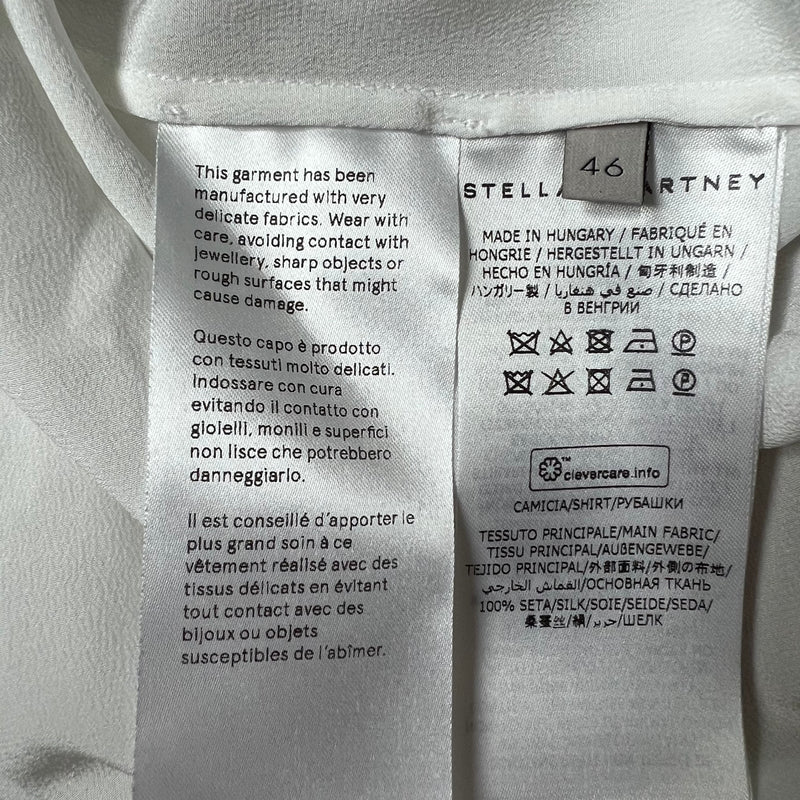 This garment has been
manufactured with very
delicate fabrics. Wear with
care, avoiding contact with
jewellery, sharp objects or
rough surfaces that might
cause damage.
Questo capo è prodotto
con tessuti molto delicati.
Indossare con cura
evitando il contatto con
gioielli, monili e superfici
non lisce che potrebbero
danneggiarlo.
Il est conseillé d'apporter le
plus grand soin à ce
vêtement réalisé avec des
tissus délicats en évitant
tout contact avec des
bijoux ou objets
susceptibles de l'abîmer.
46
STELL ARTNEY
MADE IN HUNGARY / FABRIQUÉ EN
HONGRIE / HERGESTELLT IN UNGARN /
HECHO EN HUNGRÍA / 匈牙利制造 /
ハンガリー製 / صنع في هنغاريا / СДЕЛАНО
В ВЕНГРИИ
clevercare.info™
CAMICIA/SHIRT/РУБАШКИ
TESSUTO PRINCIPALE/MAIN FABRIC/
TISSU PRINCIPAL/AUßENGEWEBE/
TEJIDO PRINCIPAL/外部面料/外側の布地/
القماش الخارجي/ОСНОВНАЯ ТКАНЬ
100% SETA/SILK/SOIE/SEIDE/SEDA/
桑蚕丝/絹/حرير/ШЕЛК